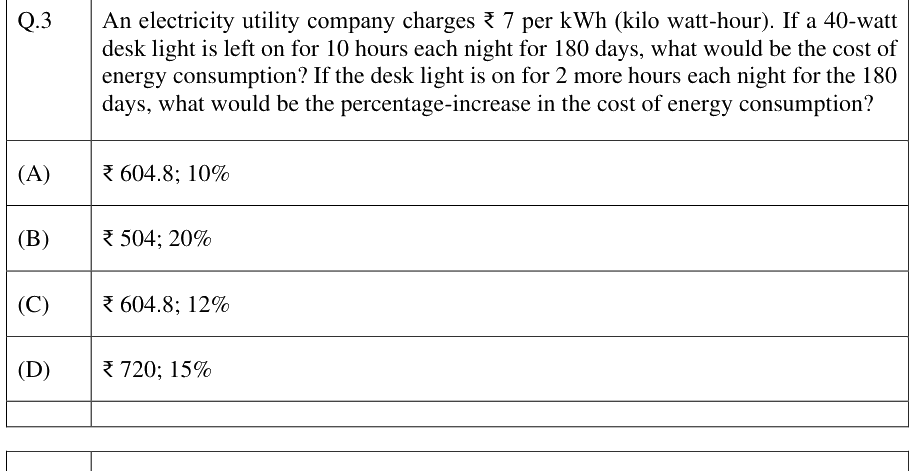 Q.3 An electricity utility company charges ₹ 7 per kWh (kilo watt-hour). If a 40-watt
desk light is left on for 10 hours each night for 180 days, what would be the cost of
energy consumption? If the desk light is on for 2 more hours each night for the 180
days, what would be the percentage-increase in the cost of energy consumption?
(A) ₹ 604.8; 10%
(B) ₹ 504; 20%
(C) ₹ 604.8; 12%
(D) ₹ 720; 15%